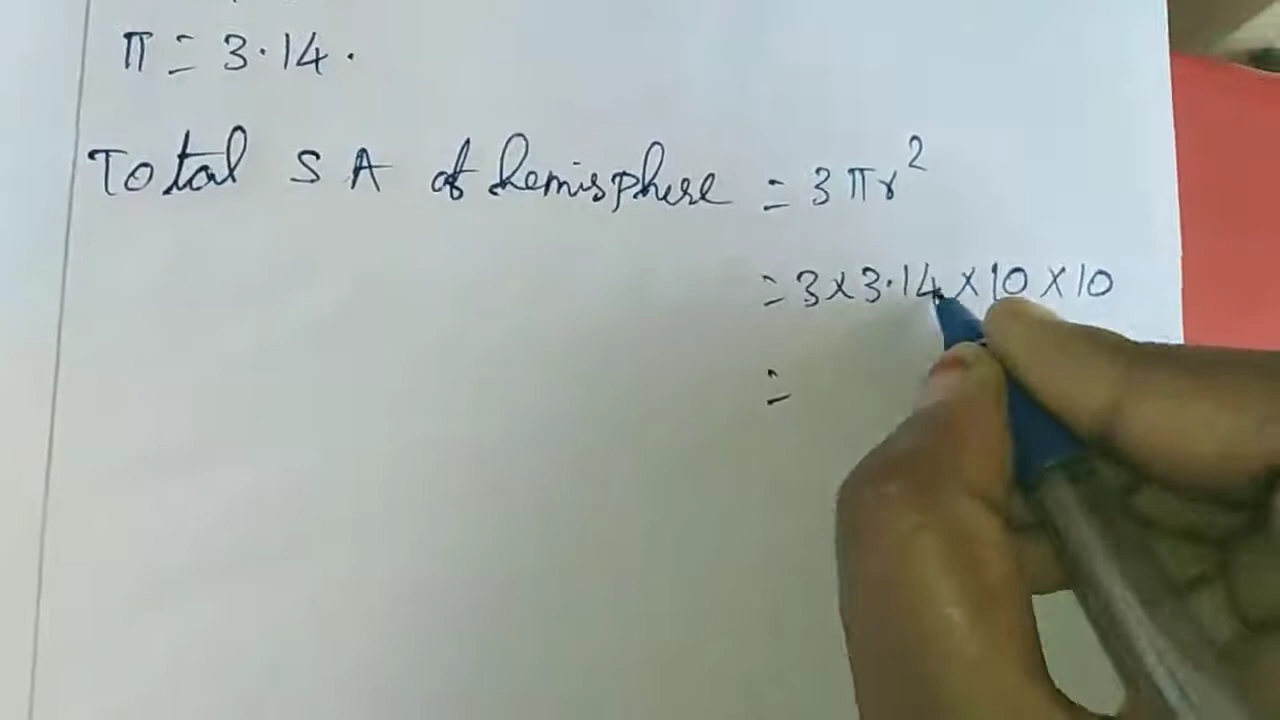 π = 3.14.
Total S A of hemisphere = 3πr²
= 3×3.14×10×10
=